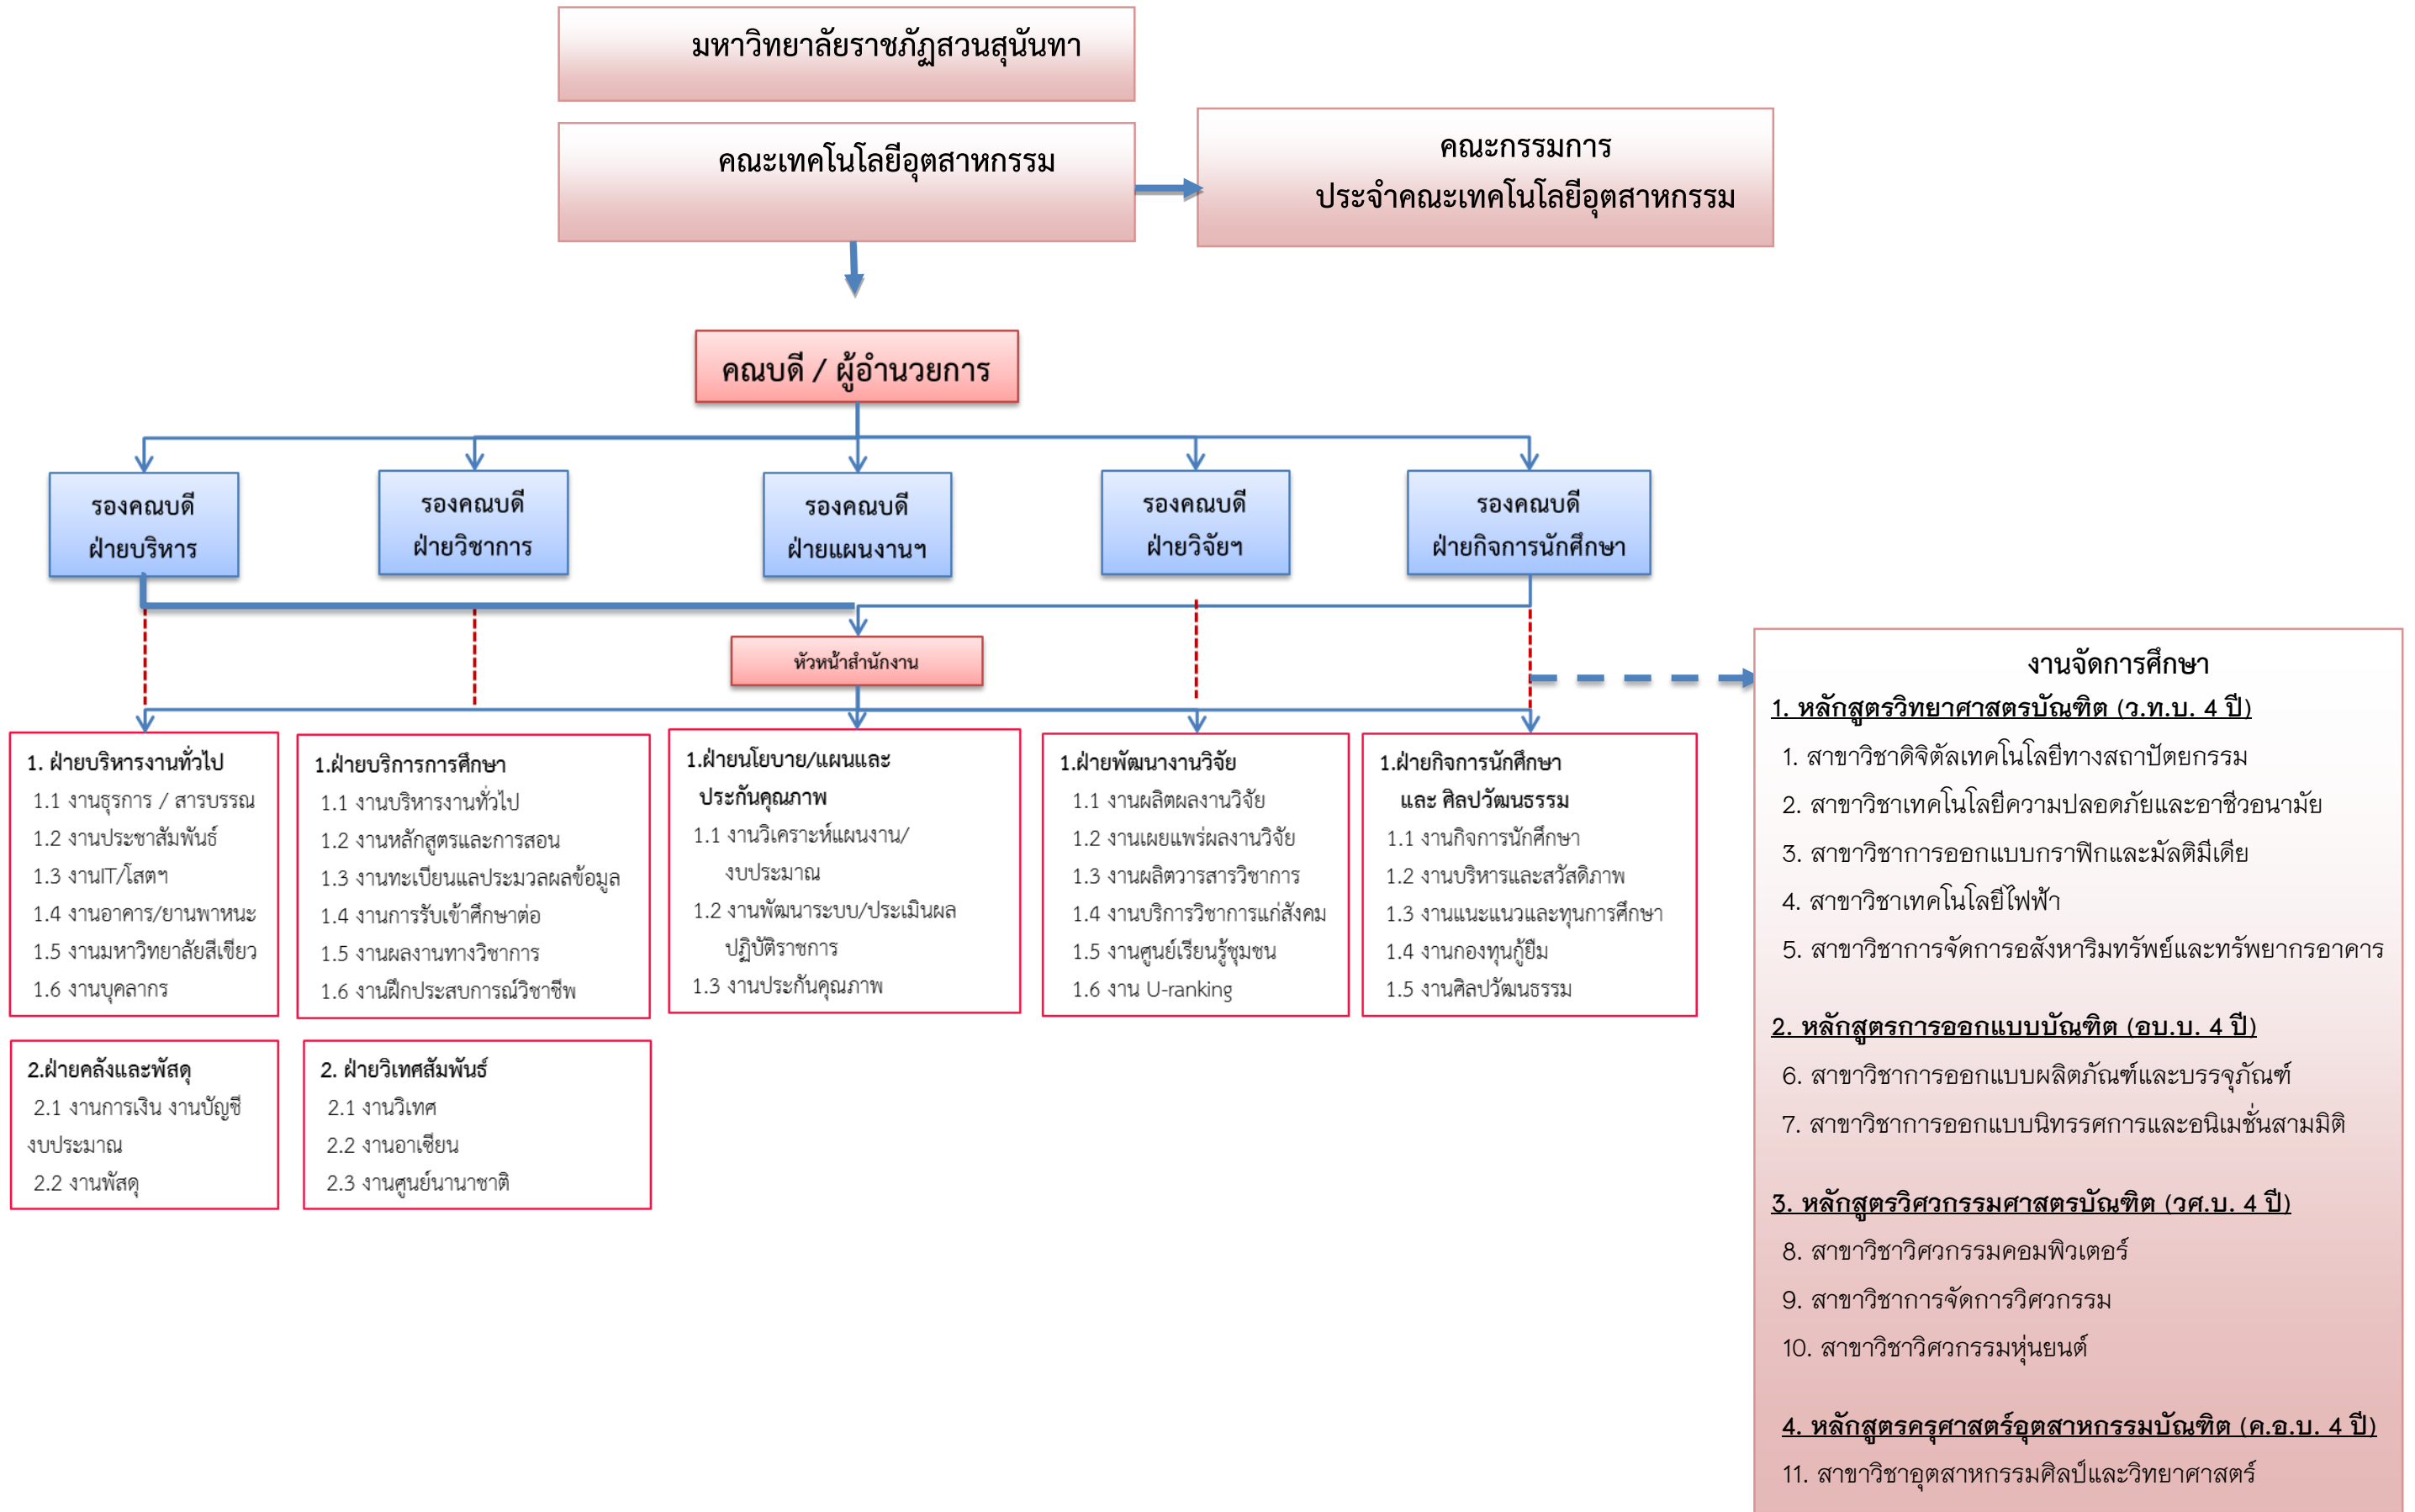 มหาวิทยาลัยราชภัฏสวนสุนันทา
คณะเทคโนโลยีอุตสาหกรรม
คณะกรรมการ
ประจำคณะเทคโนโลยีอุตสาหกรรม
คณบดี / ผู้อำนวยการ
รองคณบดี
ฝ่ายบริหาร
รองคณบดี
ฝ่ายวิชาการ
รองคณบดี
ฝ่ายแผนงานฯ
รองคณบดี
ฝ่ายวิจัยฯ
รองคณบดี
ฝ่ายกิจการนักศึกษา
หัวหน้าสำนักงาน
1. ฝ่ายบริหารงานทั่วไป
1.1 งานธุรการ / สารบรรณ
1.2 งานประชาสัมพันธ์
1.3 งานIT/โสตฯ
1.4 งานอาคาร/ยานพาหนะ
1.5 งานมหาวิทยาลัยสีเขียว
1.6 งานบุคลากร
2.ฝ่ายคลังและพัสดุ
2.1 งานการเงิน งานบัญชี
งบประมาณ
2.2 งานพัสดุ
1.ฝ่ายบริการการศึกษา
1.1 งานบริหารงานทั่วไป
1.2 งานหลักสูตรและการสอน
1.3 งานทะเบียนแลประมวลผลข้อมูล
1.4 งานการรับเข้าศึกษาต่อ
1.5 งานผลงานทางวิชาการ
1.6 งานฝึกประสบการณ์วิชาชีพ
2. ฝ่ายวิเทศสัมพันธ์
2.1 งานวิเทศ
2.2 งานอาเซียน
2.3 งานศูนย์นานาชาติ
1.ฝ่ายนโยบาย/แผนและ
ประกันคุณภาพ
1.1 งานวิเคราะห์แผนงาน/
งบประมาณ
1.2 งานพัฒนาระบบ/ประเมินผล
ปฏิบัติราชการ
1.3 งานประกันคุณภาพ
1.ฝ่ายพัฒนางานวิจัย
1.1 งานผลิตผลงานวิจัย
1.2 งานเผยแพร่ผลงานวิจัย
1.3 งานผลิตวารสารวิชาการ
1.4 งานบริการวิชาการแก่สังคม
1.5 งานศูนย์เรียนรู้ชุมชน
1.6 งาน U-ranking
1.ฝ่ายกิจการนักศึกษา
และ ศิลปวัฒนธรรม
1.1 งานกิจการนักศึกษา
1.2 งานบริหารและสวัสดิภาพ
1.3 งานแนะแนวและทุนการศึกษา
1.4 งานกองทุนกู้ยืม
1.5 งานศิลปวัฒนธรรม
งานจัดการศึกษา
1. หลักสูตรวิทยาศาสตรบัณฑิต (ว.ท.บ. 4 ปี)
1. สาขาวิชาดิจิตัลเทคโนโลยีทางสถาปัตยกรรม
2. สาขาวิชาเทคโนโลยีความปลอดภัยและอาชีวอนามัย
3. สาขาวิชาการออกแบบกราฟิกและมัลติมีเดีย
4. สาขาวิชาเทคโนโลยีไฟฟ้า
5. สาขาวิชาการจัดการอสังหาริมทรัพย์และทรัพยากรอาคาร
2. หลักสูตรการออกแบบบัณฑิต (อบ.บ. 4 ปี)
6. สาขาวิชาการออกแบบผลิตภัณฑ์และบรรจุภัณฑ์
7. สาขาวิชาการออกแบบนิทรรศการและอนิเมชั่นสามมิติ
3. หลักสูตรวิศวกรรมศาสตรบัณฑิต (วศ.บ. 4 ปี)
8. สาขาวิชาวิศวกรรมคอมพิวเตอร์
9. สาขาวิชาการจัดการวิศวกรรม
10. สาขาวิชาวิศวกรรมหุ่นยนต์
4. หลักสูตรครุศาสตร์อุตสาหกรรมบัณฑิต (ค.อ.บ. 4 ปี)
11. สาขาวิชาอุตสาหกรรมศิลป์และวิทยาศาสตร์